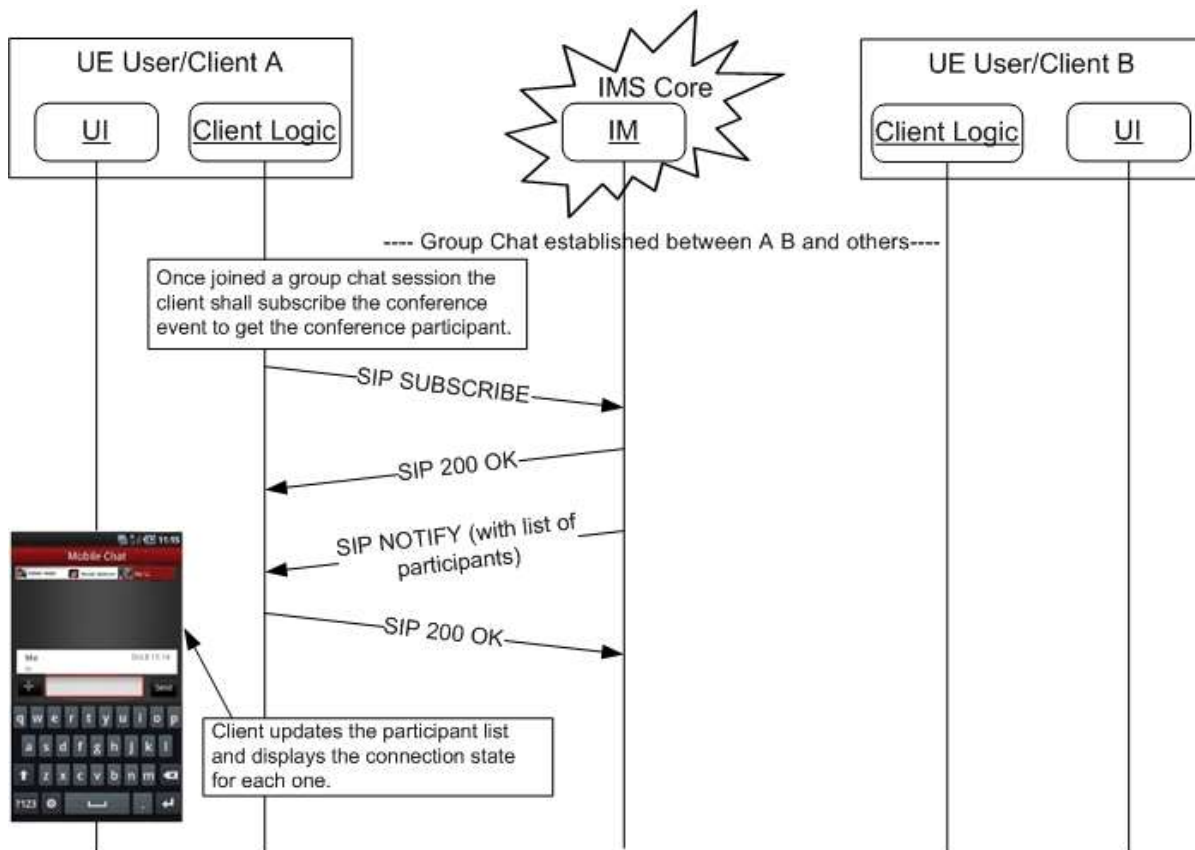 UE User/Client A
UI
Client Logic
IMS Core
IM
UE User/Client B
Client Logic
UI
---- Group Chat established between A B and others----
Once joined a group chat session the
client shall subscribe the conference
event to get the conference participant.
SIP SUBSCRIBE
SIP 200 OK
SIP NOTIFY (with list of
participants)
SIP 200 OK
11:15
Mobile Chat
Me
Send
q w e r t y u i o p
a s d f g h j k l
z x c v b n m
?123
.
Client updates the participant list
and displays the connection state
for each one.